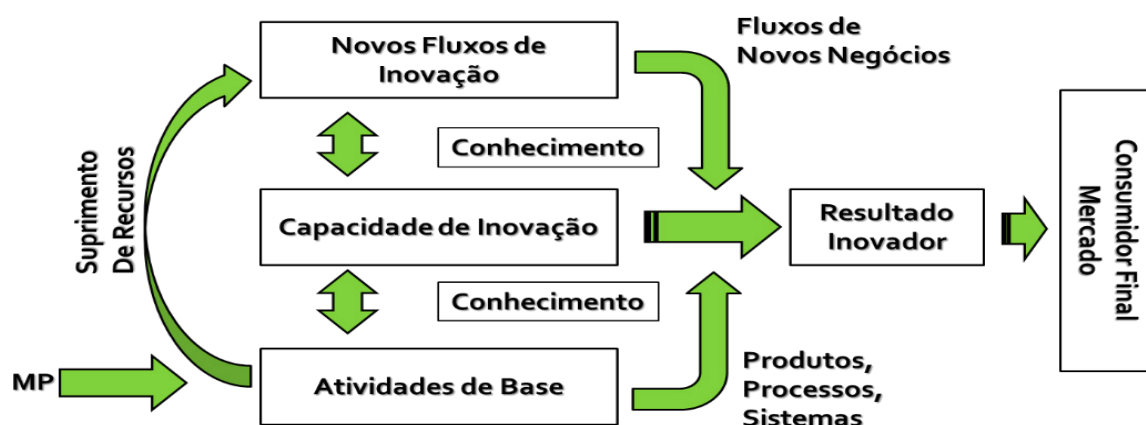 Novos Fluxos de
Inovação
Fluxos de
Novos Negócios
Conhecimento
Suprimento
De Recursos
Capacidade de Inovação
Resultado
Inovador
Consumidor Final
Mercado
Conhecimento
MP
Atividades de Base
Produtos,
Processos,
Sistemas